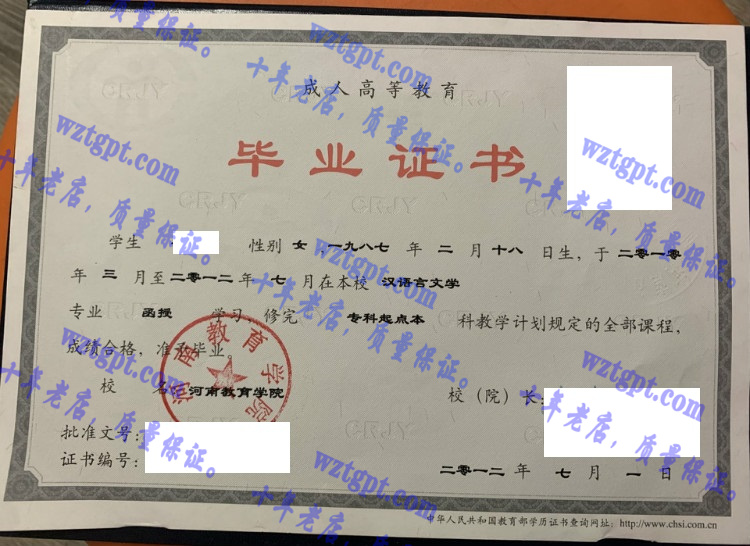 成人高等教育
毕业证书
学生 性别 女 , 一九八七 年 二 月 十八 日生，于 二零一零
年 三 月至 二零一二 年 七 月在本校 汉语言文学
专业 函授 学习，修完 专科起点本 科教学计划规定的全部课程，
成绩合格，准予毕业。
校 名: 河南教育学院
校（院）长:
批准文号:
证书编号:
二零一二 年 七 月 一 日
中华人民共和国教育部学历证书查询网址：http://www.chsi.com.cn
河南教育学院
wztgpt.com
十年老店，质量保证。